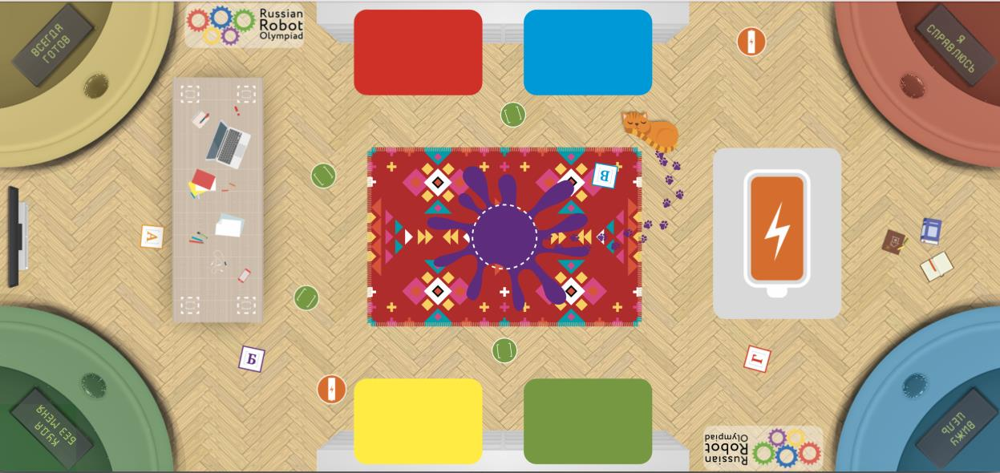 ВСЕГДА
ГОТОВ
Russian
Robot
Olympiad
Я
СПРАВЛЮСЬ
В
А
Б
Г
КУДА
БЕЗ МЕНЯ
Russian
Robot
Olympiad
ВИЖУ
ЦЕЛЬ